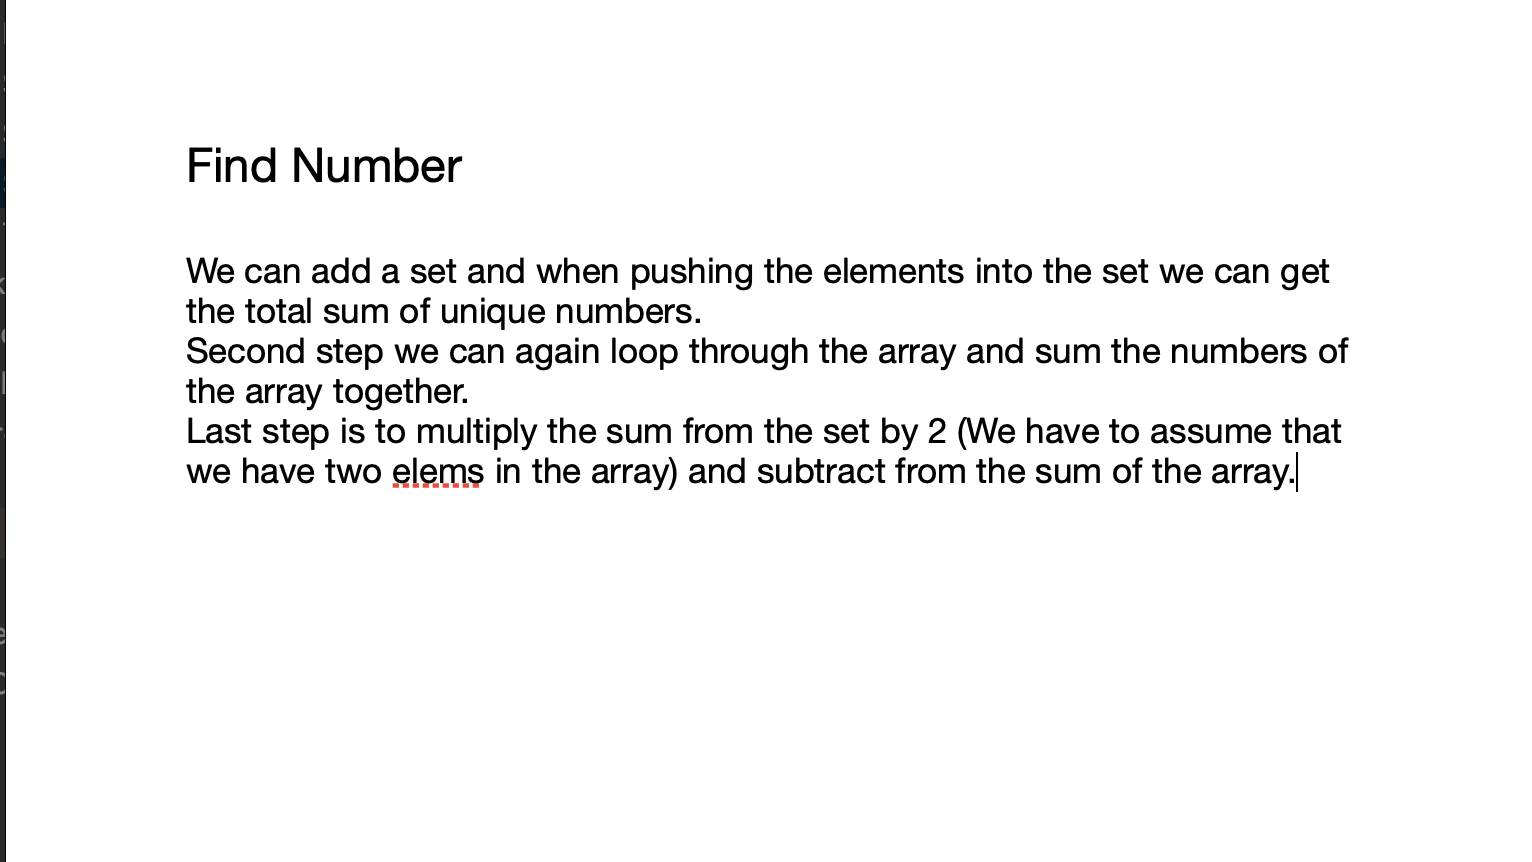 Find Number
We can add a set and when pushing the elements into the set we can get
the total sum of unique numbers.
Second step we can again loop through the array and sum the numbers of
the array together.
Last step is to multiply the sum from the set by 2 (We have to assume that
we have two elems in the array) and subtract from the sum of the array.